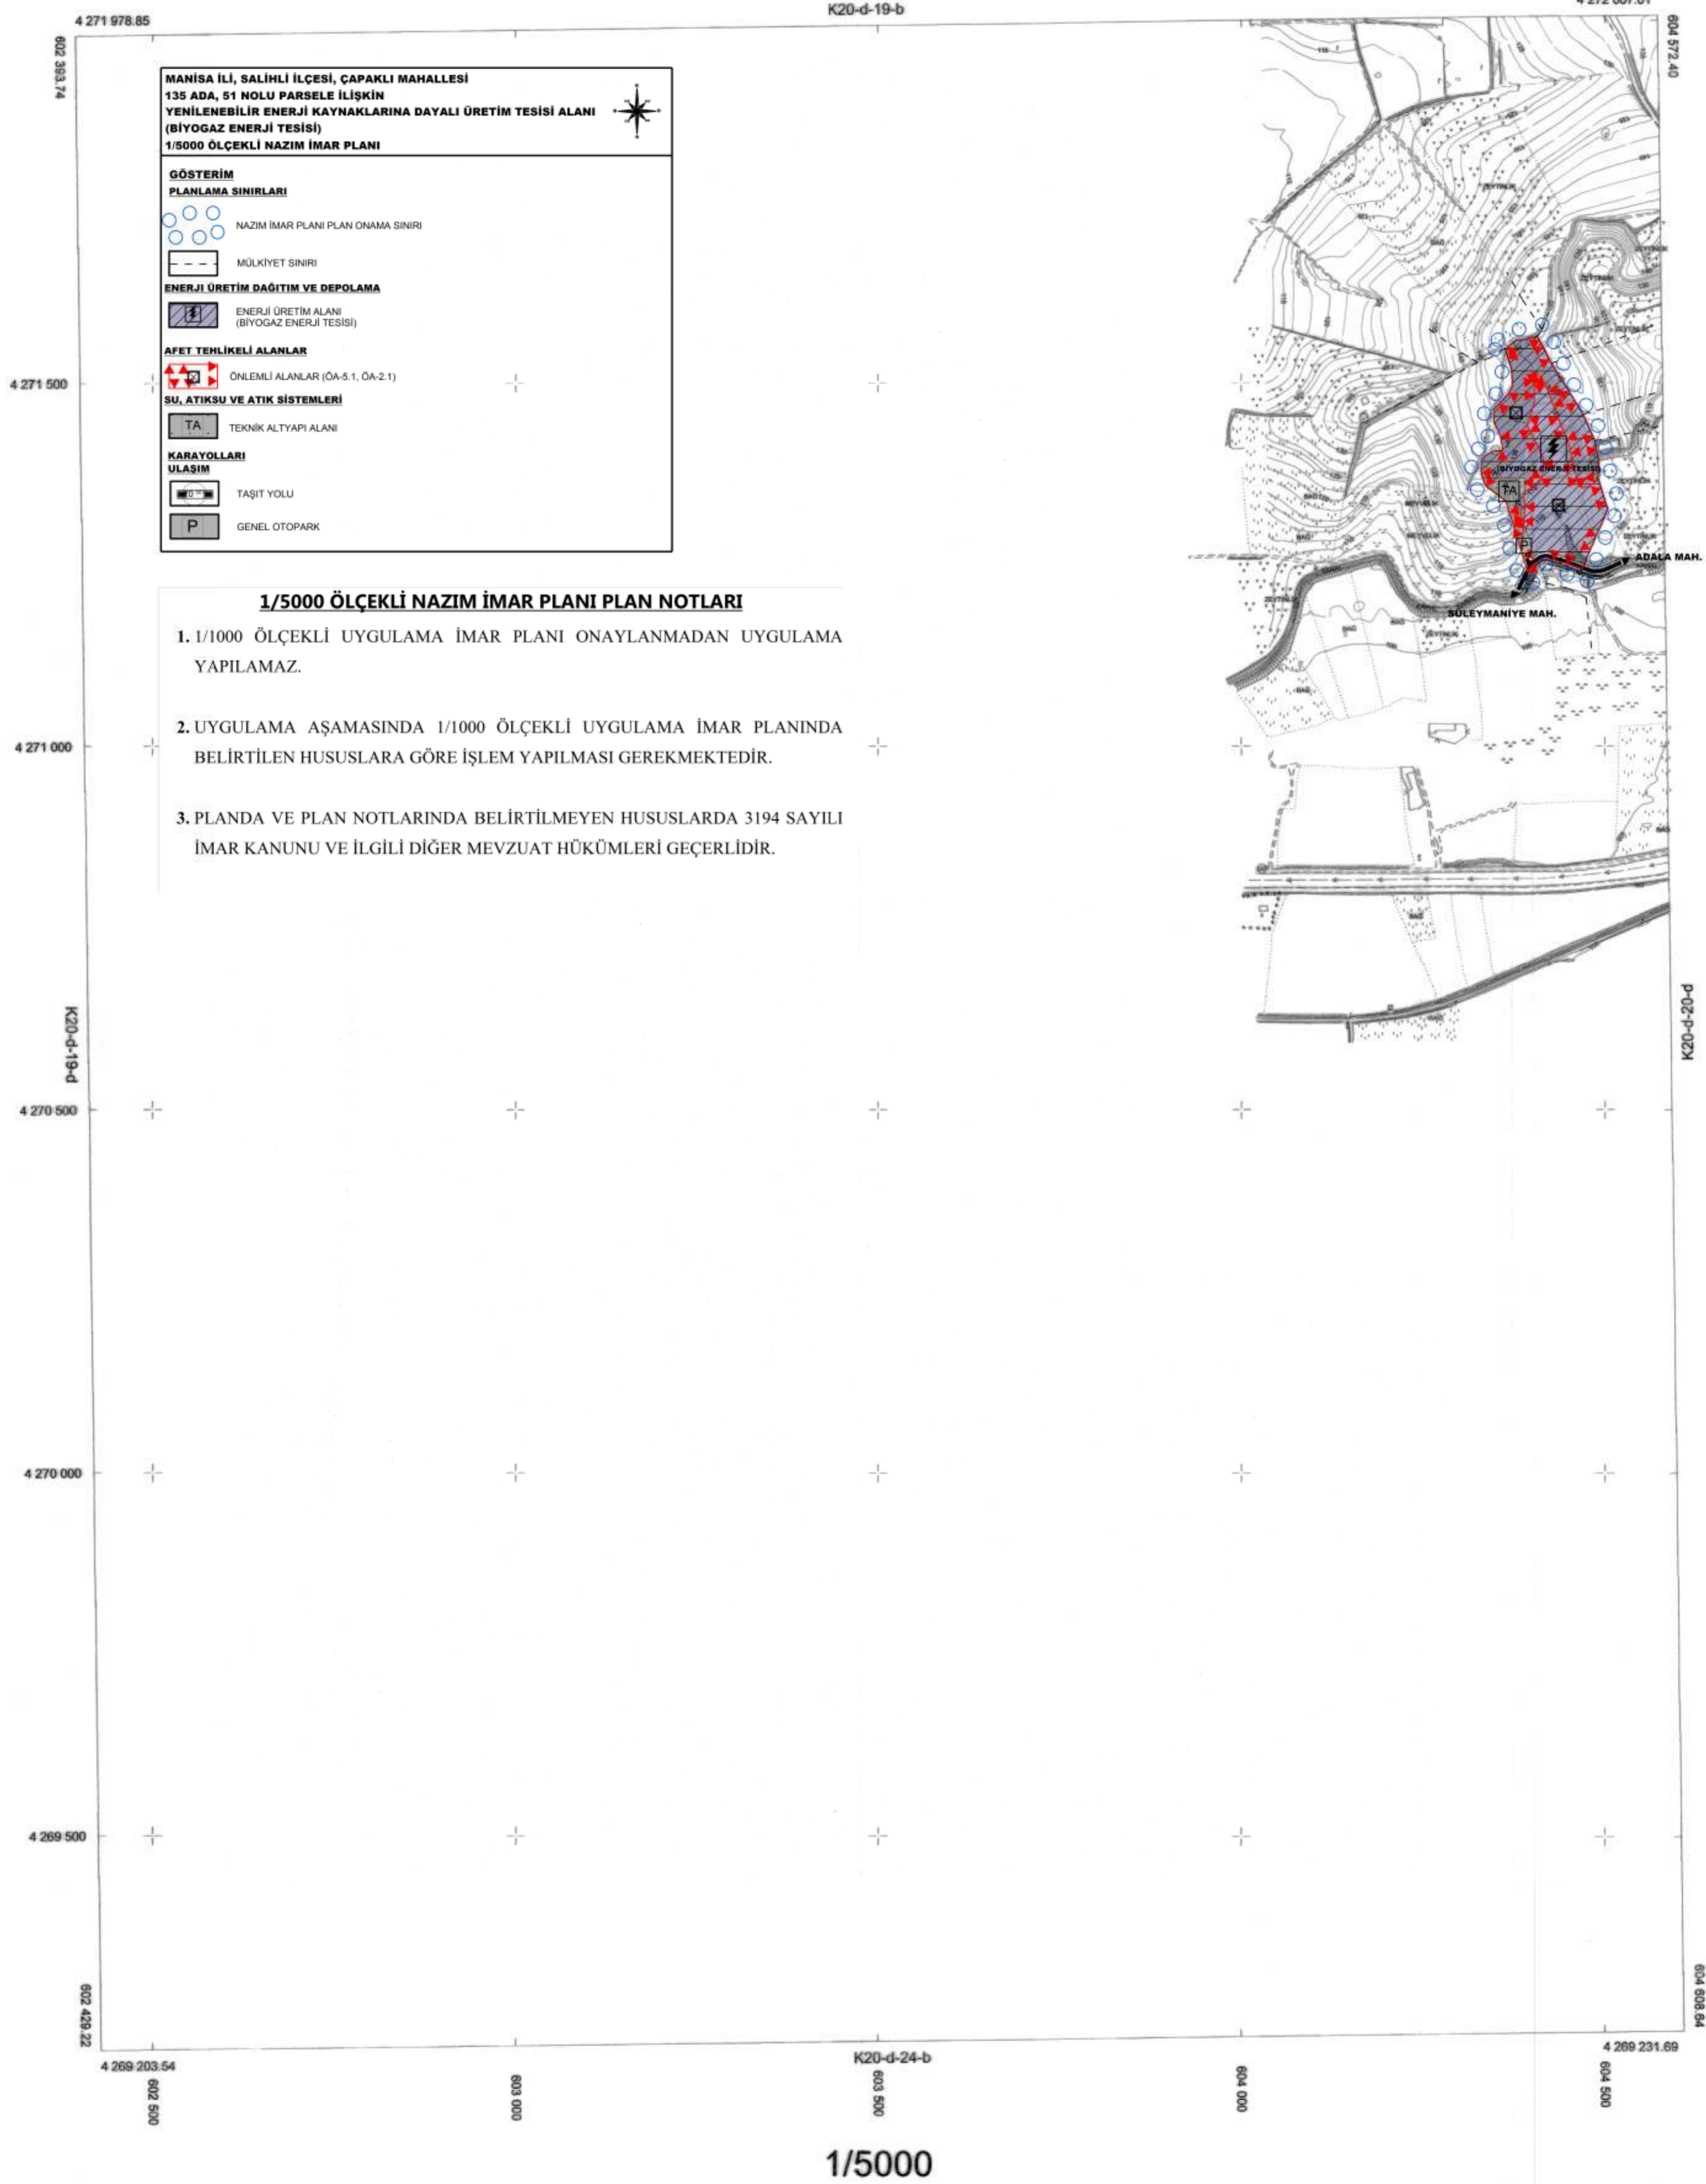 K20-d-19-b
4 271 978.85
602 393.74
604 572.40
MANİSA İLİ, SALİHLİ İLÇESİ, ÇAPAKLI MAHALLESİ
135 ADA, 51 NOLU PARSELE İLİŞKİN
YENİLENEBİLİR ENERJİ KAYNAKLARINA DAYALI ÜRETİM TESİSİ ALANI
(BİYOGAZ ENERJİ TESİSİ)
1/5000 ÖLÇEKLİ NAZIM İMAR PLANI
GÖSTERİM
PLANLAMA SINIRLARI
NAZIM İMAR PLANI PLAN ONAMA SINIRI
MÜLKİYET SINIRI
ENERJI ÜRETİM DAĞITIM VE DEPOLAMA
ENERJİ ÜRETİM ALANI
(BİYOGAZ ENERJİ TESİSİ)
AFET TEHLİKELİ ALANLAR
ÖNLEMLİ ALANLAR (ÖA-5.1, ÖA-2.1)
SU, ATIKSU VE ATIK SİSTEMLERİ
TA
TEKNİK ALTYAPI ALANI
KARAYOLLARI
ULAŞIM
TAŞIT YOLU
P
GENEL OTOPARK
4 271 500
(BİYOGAZ ENERJİ TESİSİ)
TA
P
ADALA MAH.
SÜLEYMANİYE MAH.
ZEYTİNLİK
BAĞ
MEYVELİK
1/5000 ÖLÇEKLİ NAZIM İMAR PLANI PLAN NOTLARI
1. 1/1000 ÖLÇEKLİ UYGULAMA İMAR PLANI ONAYLANMADAN UYGULAMA
YAPILAMAZ.
2. UYGULAMA AŞAMASINDA 1/1000 ÖLÇEKLİ UYGULAMA İMAR PLANINDA
BELİRTİLEN HUSUSLARA GÖRE İŞLEM YAPILMASI GEREKMEKTEDİR.
3. PLANDA VE PLAN NOTLARINDA BELİRTİLMEYEN HUSUSLARDA 3194 SAYILI
İMAR KANUNU VE İLGİLİ DİĞER MEVZUAT HÜKÜMLERİ GEÇERLİDİR.
4 271 000
K20-d-19-d
K20-d-20-d
4 270 500
4 270 000
4 269 500
602 429.22
604 608.64
4 269 203.54
K20-d-24-b
4 269 231.69
602 500
603 000
603 500
604 000
604 500
1/5000